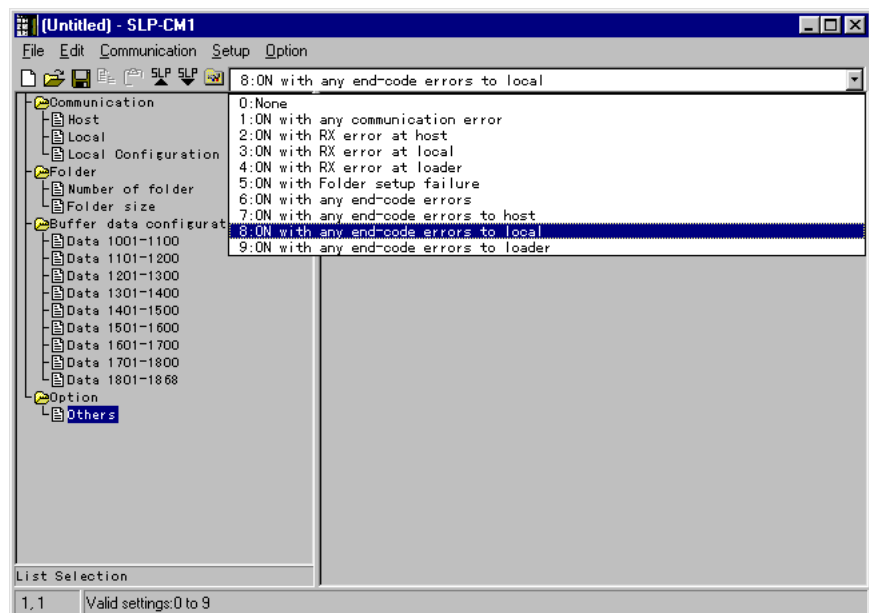 (Untitled) - SLP-CM1
File Edit Communication Setup Option
SLP SLP 8:ON with any end-code errors to local
0:None
1:ON with any communication error
2:ON with RX error at host
3:ON with RX error at local
4:ON with RX error at loader
5:ON with Folder setup failure
6:ON with any end-code errors
7:ON with any end-code errors to host
8:ON with any end-code errors to local
9:ON with any end-code errors to loader
Communication
Host
Local
Local Configuration
Folder
Number of folder
Folder size
Buffer data configurat
Data 1001-1100
Data 1101-1200
Data 1201-1300
Data 1301-1400
Data 1401-1500
Data 1501-1600
Data 1601-1700
Data 1701-1800
Data 1801-1868
Option
Others
List Selection
1,1 Valid settings:0 to 9